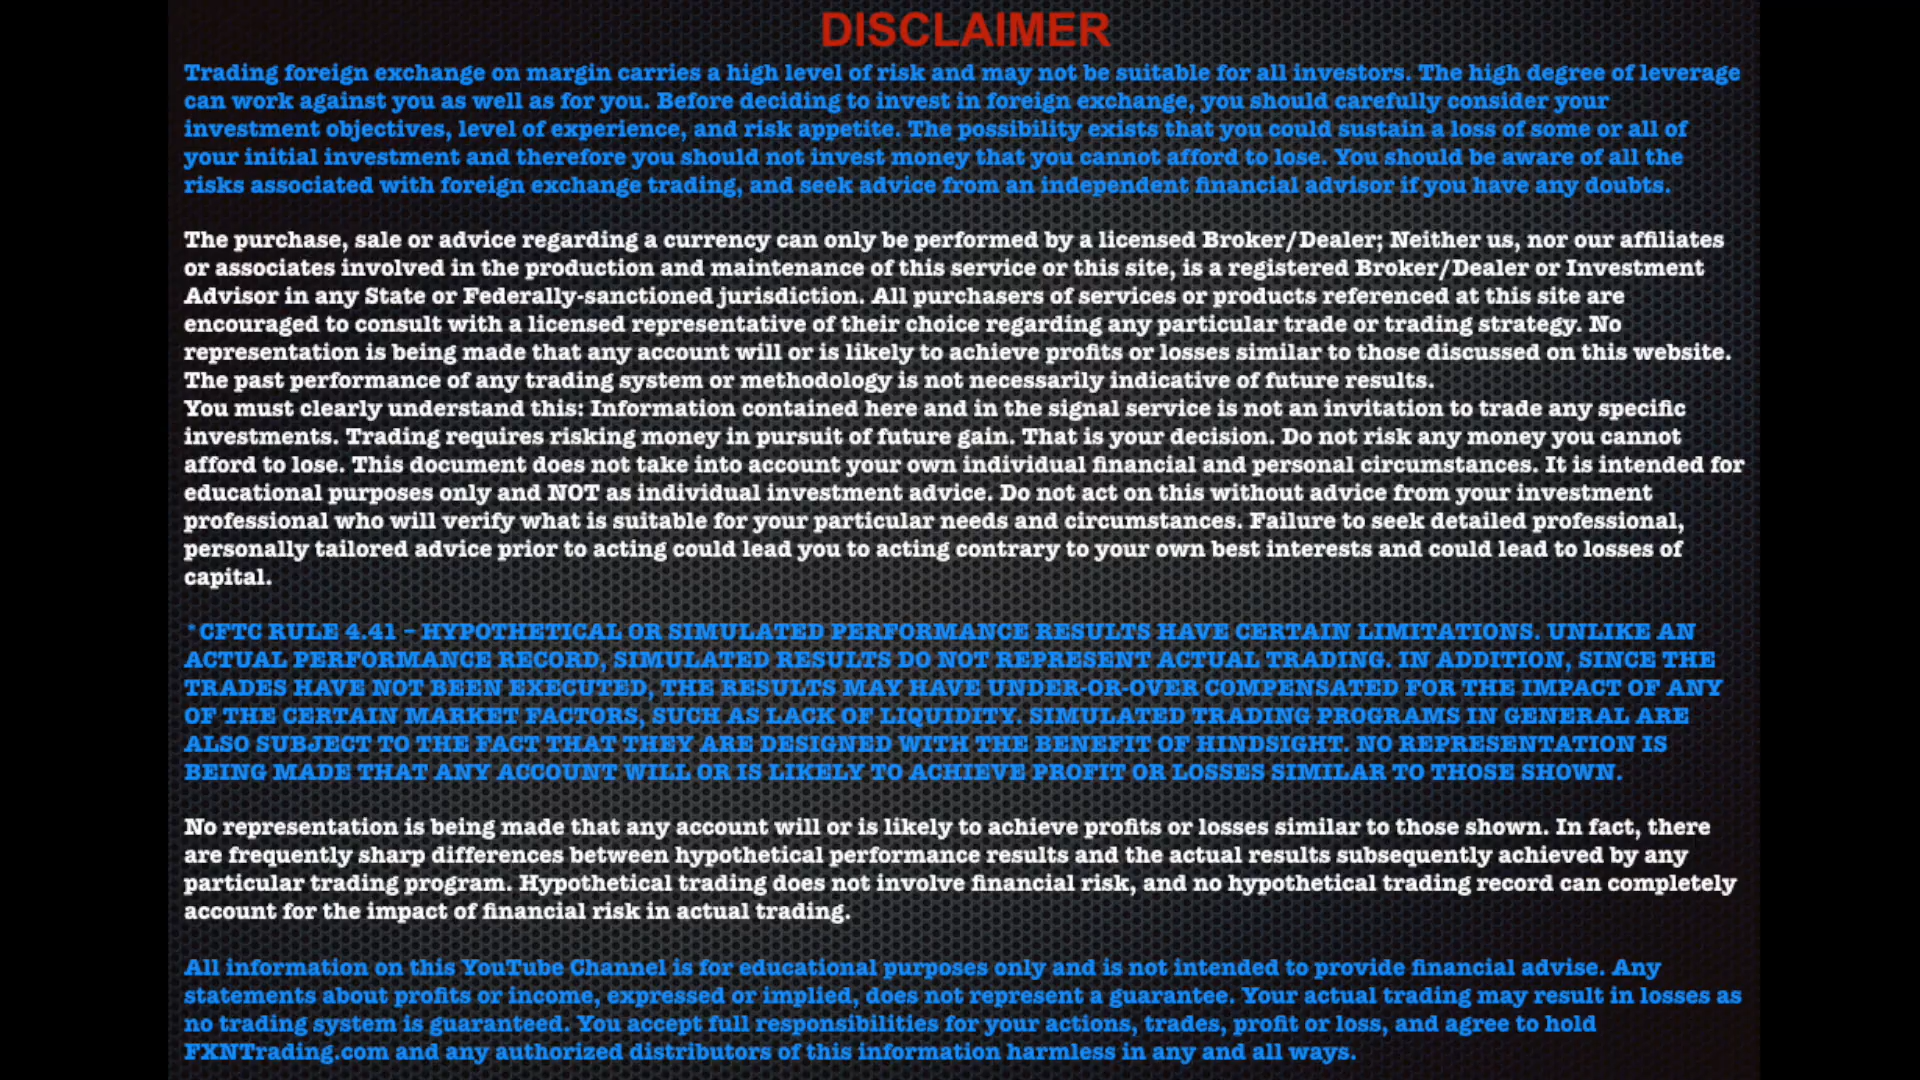 DISCLAIMER
Trading foreign exchange on margin carries a high level of risk and may not be suitable for all investors. The high degree of leverage
can work against you as well as for you. Before deciding to invest in foreign exchange, you should carefully consider your
investment objectives, level of experience, and risk appetite. The possibility exists that you could sustain a loss of some or all of
your initial investment and therefore you should not invest money that you cannot afford to lose. You should be aware of all the
risks associated with foreign exchange trading, and seek advice from an independent financial advisor if you have any doubts.
The purchase, sale or advice regarding a currency can only be performed by a licensed Broker/Dealer; Neither us, nor our affiliates
or associates involved in the production and maintenance of this service or this site, is a registered Broker/Dealer or Investment
Advisor in any State or Federally-sanctioned jurisdiction. All purchasers of services or products referenced at this site are
encouraged to consult with a licensed representative of their choice regarding any particular trade or trading strategy. No
representation is being made that any account will or is likely to achieve profits or losses similar to those discussed on this website.
The past performance of any trading system or methodology is not necessarily indicative of future results.
You must clearly understand this: Information contained here and in the signal service is not an invitation to trade any specific
investments. Trading requires risking money in pursuit of future gain. That is your decision. Do not risk any money you cannot
afford to lose. This document does not take into account your own individual financial and personal circumstances. It is intended for
educational purposes only and NOT as individual investment advice. Do not act on this without advice from your investment
professional who will verify what is suitable for your particular needs and circumstances. Failure to seek detailed professional,
personally tailored advice prior to acting could lead you to acting contrary to your own best interests and could lead to losses of
capital.
*CFTC RULE 4.41 – HYPOTHETICAL OR SIMULATED PERFORMANCE RESULTS HAVE CERTAIN LIMITATIONS. UNLIKE AN
ACTUAL PERFORMANCE RECORD, SIMULATED RESULTS DO NOT REPRESENT ACTUAL TRADING. IN ADDITION, SINCE THE
TRADES HAVE NOT BEEN EXECUTED, THE RESULTS MAY HAVE UNDER-OR-OVER COMPENSATED FOR THE IMPACT OF ANY
OF THE CERTAIN MARKET FACTORS, SUCH AS LACK OF LIQUIDITY. SIMULATED TRADING PROGRAMS IN GENERAL ARE
ALSO SUBJECT TO THE FACT THAT THEY ARE DESIGNED WITH THE BENEFIT OF HINDSIGHT. NO REPRESENTATION IS
BEING MADE THAT ANY ACCOUNT WILL OR IS LIKELY TO ACHIEVE PROFIT OR LOSSES SIMILAR TO THOSE SHOWN.
No representation is being made that any account will or is likely to achieve profits or losses similar to those shown. In fact, there
are frequently sharp differences between hypothetical performance results and the actual results subsequently achieved by any
particular trading program. Hypothetical trading does not involve financial risk, and no hypothetical trading record can completely
account for the impact of financial risk in actual trading.
All information on this YouTube Channel is for educational purposes only and is not intended to provide financial advise. Any
statements about profits or income, expressed or implied, does not represent a guarantee. Your actual trading may result in losses as
no trading system is guaranteed. You accept full responsibilities for your actions, trades, profit or loss, and agree to hold
FXNTrading.com and any authorized distributors of this information harmless in any and all ways.